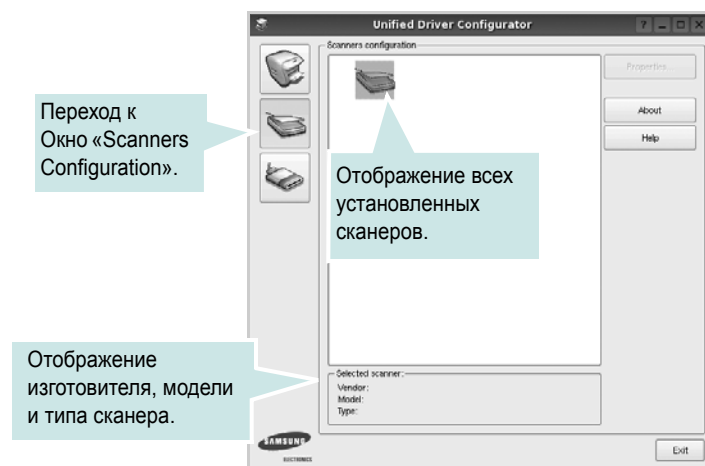 Unified Driver Configurator
Scanners configuration
Properties...
About
Help
Переход к
Окно «Scanners
Configuration».
Отображение всех
установленных
сканеров.
Отображение
изготовителя, модели
и типа сканера.
Selected scanner:
Vendor:
Model:
Type:
SAMSUNG
ELECTRONICS
Exit